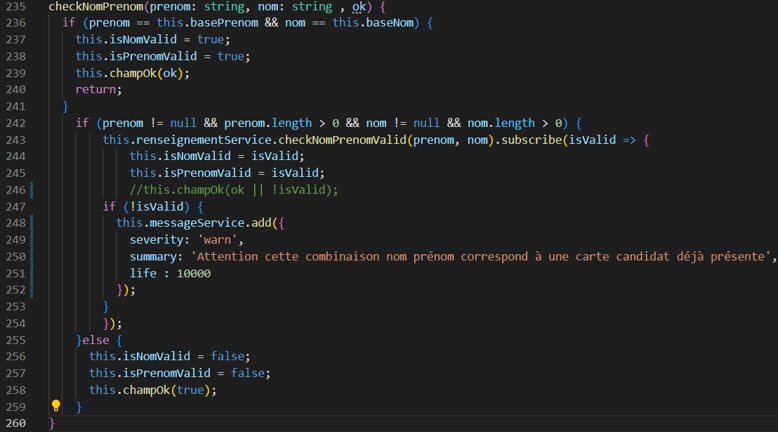 235 checkNomPrenom(prenom: string, nom: string , ok) {
236 if (prenom == this.basePrenom && nom == this.baseNom) {
237 this.isNomValid = true;
238 this.isPrenomValid = true;
239 this.champOk(ok);
240 return;
241 }
242 if (prenom != null && prenom.length > 0 && nom != null && nom.length > 0) {
243 this.renseignementService.checkNomPrenomValid(prenom, nom).subscribe(isValid => {
244 this.isNomValid = isValid;
245 this.isPrenomValid = isValid;
246 //this.champOk(ok || !isValid);
247 if (!isValid) {
248 this.messageService.add({
249 severity: 'warn',
250 summary: 'Attention cette combinaison nom prénom correspond à une carte candidat déjà présente',
251 life : 10000
252 });
253 }
254 });
255 }else {
256 this.isNomValid = false;
257 this.isPrenomValid = false;
258 this.champOk(true);
259 }
260 }